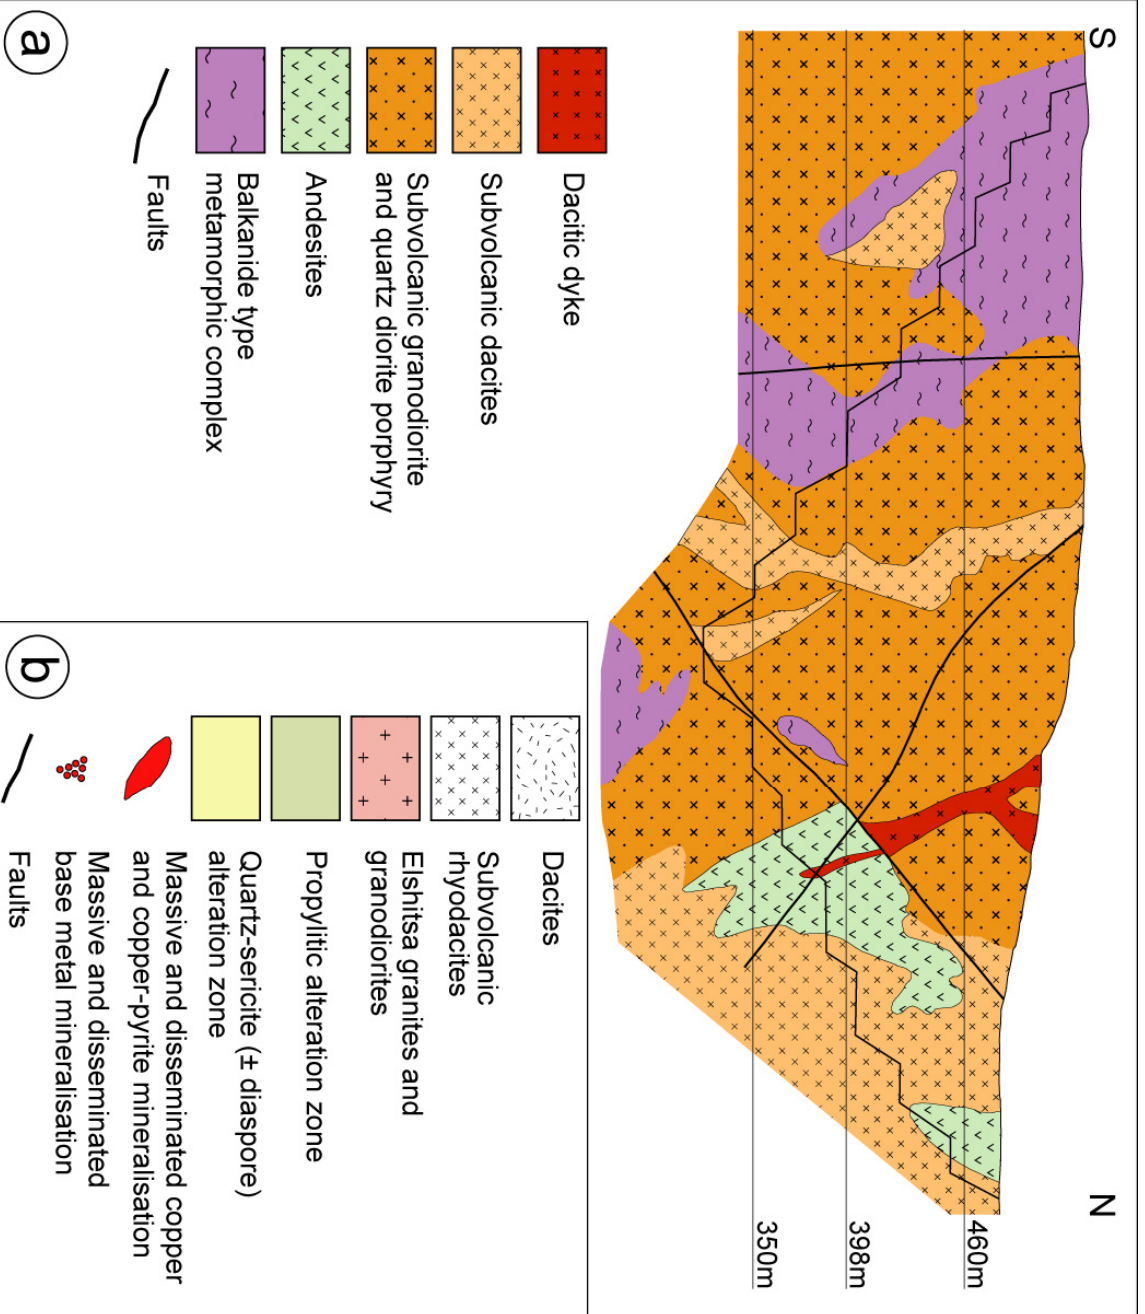 S
N
460m
398m
350m
Dacitic dyke
Subvolcanic dacites
Subvolcanic granodiorite
and quartz diorite porphyry
Andesites
Balkanide type
metamorphic complex
Faults
a
Dacites
Subvolcanic
rhyodacites
Elshitsa granites and
granodiorites
Propylitic alteration zone
Quartz-sericite (± diaspore)
alteration zone
Massive and disseminated copper
and copper-pyrite mineralisation
Massive and disseminated
base metal mineralisation
Faults
b